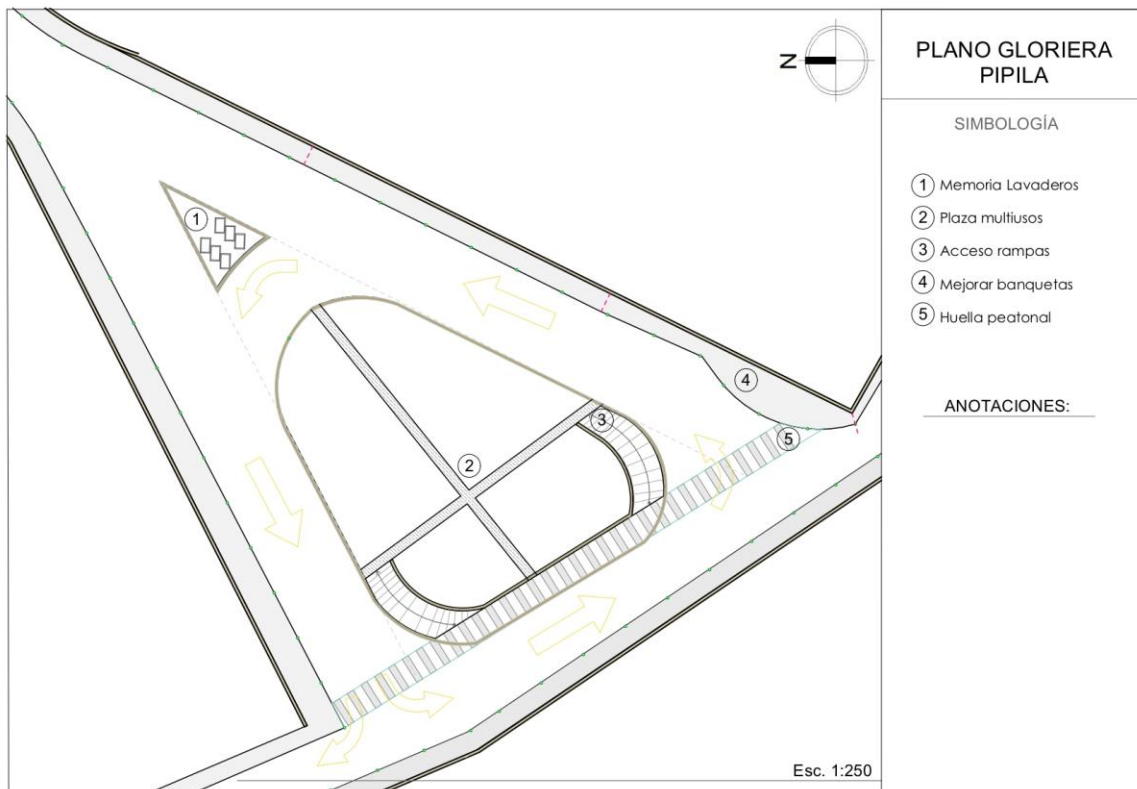 PLANO GLORIERA
PIPILA
SIMBOLOGÍA
1 Memoria Lavaderos
2 Plaza multiusos
3 Acceso rampas
4 Mejorar banquetas
5 Huella peatonal
ANOTACIONES:
N
1
4
3
5
2
Esc. 1:250